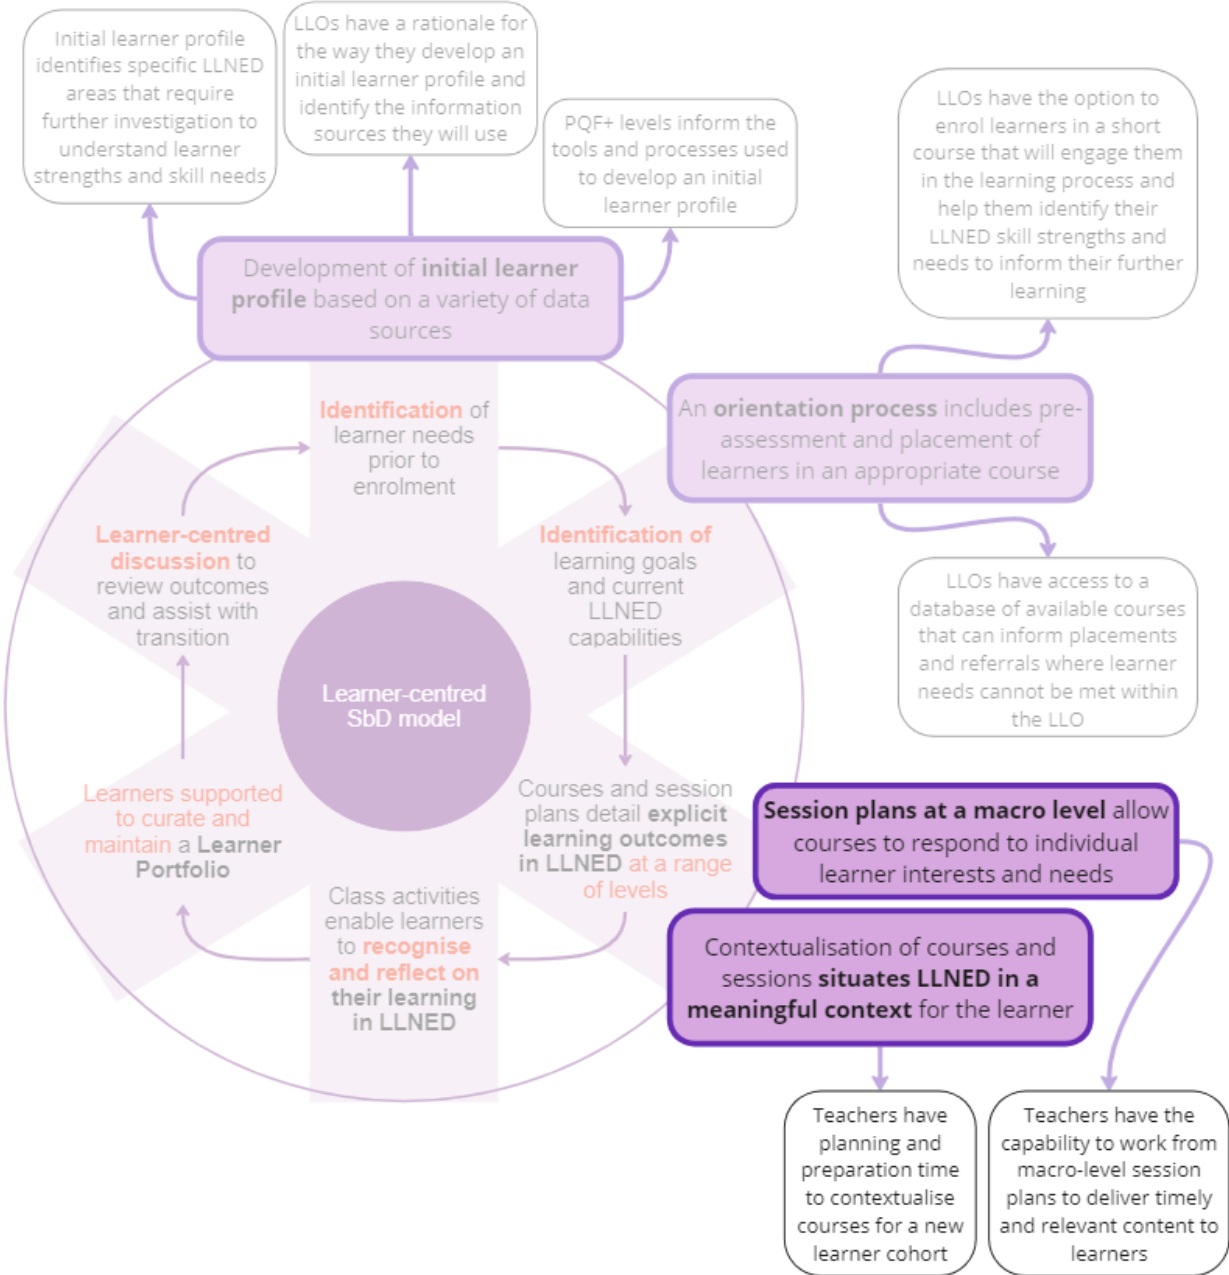 Initial learner profile
identifies specific LLNED
areas that require
further investigation to
understand learner
strengths and skill needs
LLOs have a rationale for
the way they develop an
initial learner profile and
identify the information
sources they will use
PQF+ levels inform the
tools and processes used
to develop an initial
learner profile
LLOs have the option to
enrol learners in a short
course that will engage them
in the learning process and
help them identify their
LLNED skill strengths and
needs to inform their further
learning
Development of initial learner
profile based on a variety of data
sources
An orientation process includes pre-
assessment and placement of
learners in an appropriate course
Identification of
learner needs
prior to
enrolment
Learner-centred
discussion to
review outcomes
and assist with
transition
Identification of
learning goals
and current
LLNED
capabilities
LLOs have access to a
database of available courses
that can inform placements
and referrals where learner
needs cannot be met within
the LLO
Learner-centred
SbD model
Learners supported
to curate and
maintain a Learner
Portfolio
Courses and session
plans detail explicit
learning outcomes
in LLNED at a range
of levels
Session plans at a macro level allow
courses to respond to individual
learner interests and needs
Class activities
enable learners
to recognise
and reflect on
their learning
in LLNED
Contextualisation of courses and
sessions situates LLNED in a
meaningful context for the learner
Teachers have
planning and
preparation time
to contextualise
courses for a new
learner cohort
Teachers have the
capability to work from
macro-level session
plans to deliver timely
and relevant content to
learners